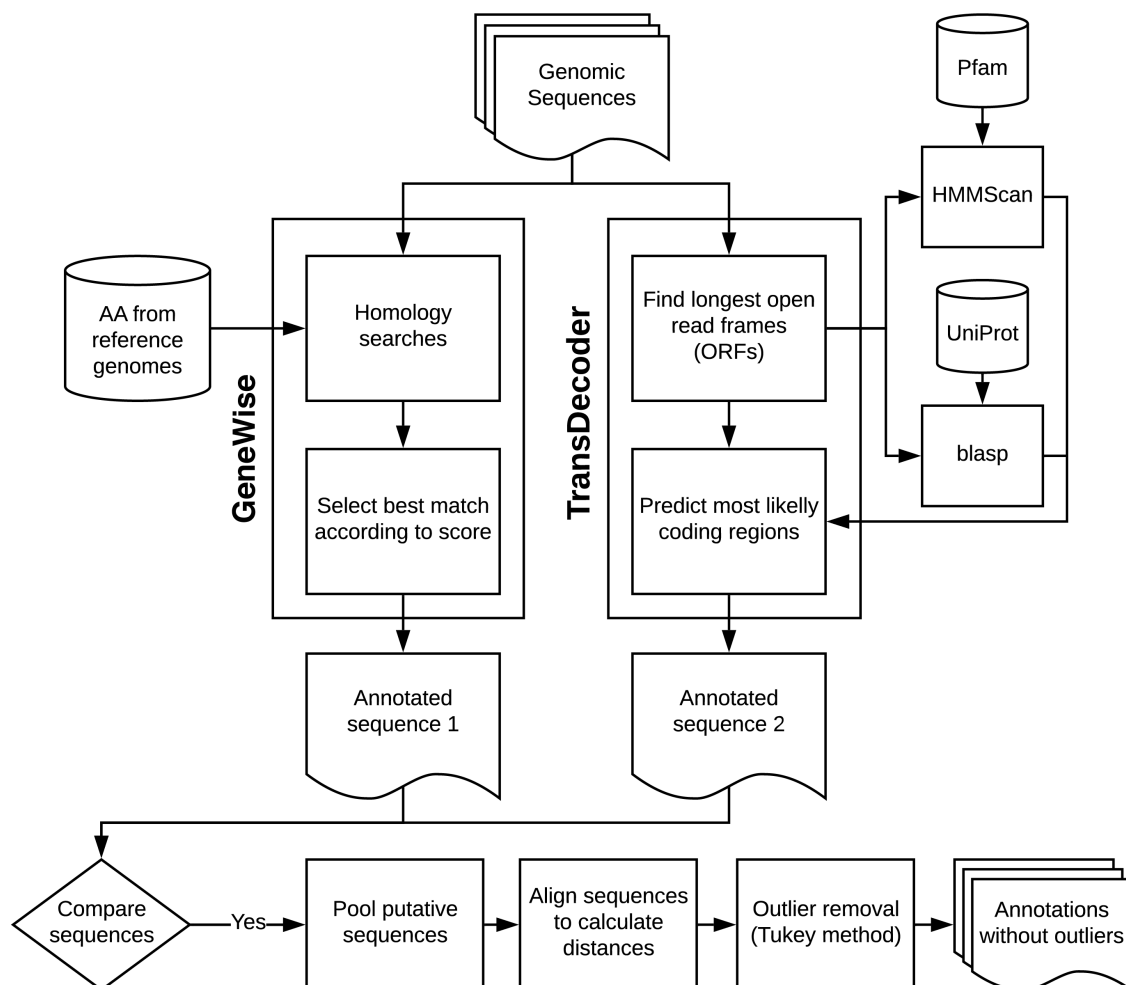 Genomic
Sequences
Pfam
HMMScan
AA from
reference
genomes
Homology
searches
Find longest open
read frames
(ORFs)
UniProt
blasp
GeneWise
TransDecoder
Select best match
according to score
Predict most likelly
coding regions
Annotated
sequence 1
Annotated
sequence 2
Compare
sequences
Yes
Pool putative
sequences
Align sequences
to calculate
distances
Outlier removal
(Tukey method)
Annotations
without outliers